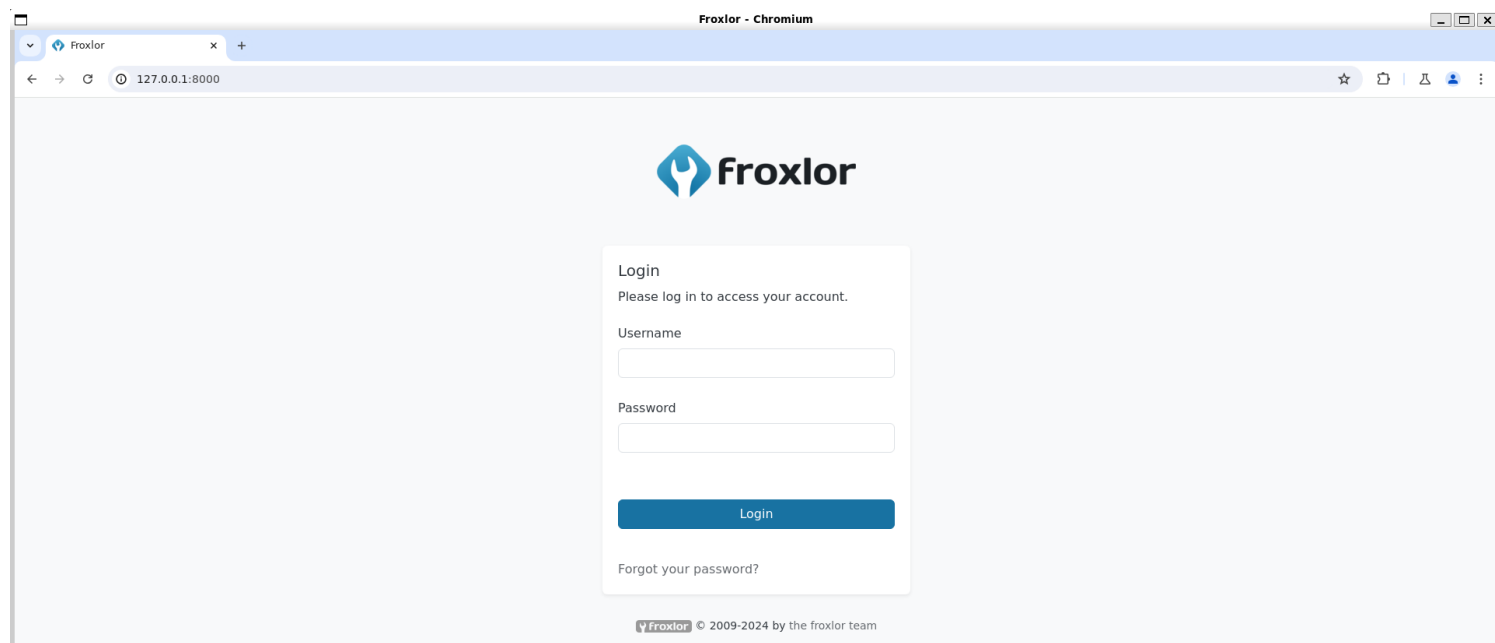 Froxlor - Chromium
Froxlor
127.0.0.1:8000
froxlor
Login
Please log in to access your account.
Username
Password
Login
Forgot your password?
Froxlor © 2009-2024 by the froxlor team